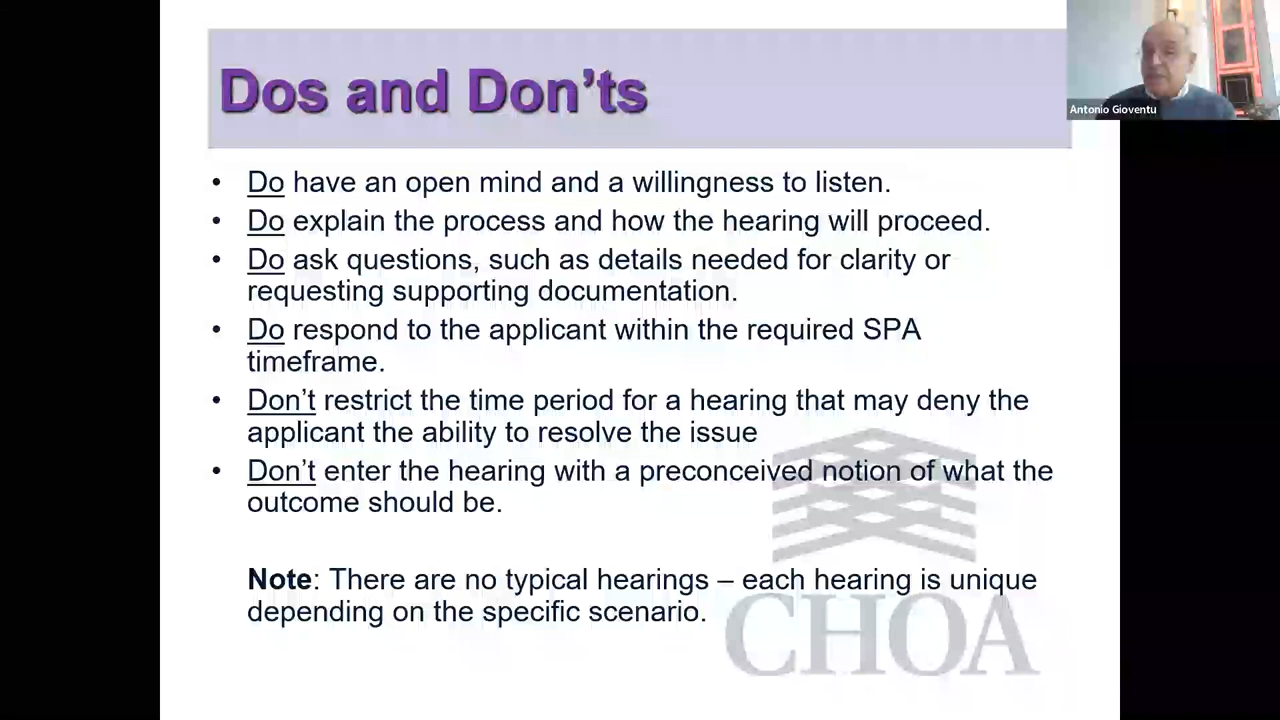 Dos and Don'ts
Antonio Gioventu
• Do have an open mind and a willingness to listen.
• Do explain the process and how the hearing will proceed.
• Do ask questions, such as details needed for clarity or
requesting supporting documentation.
• Do respond to the applicant within the required SPA
timeframe.
• Don't restrict the time period for a hearing that may deny the
applicant the ability to resolve the issue
• Don't enter the hearing with a preconceived notion of what the
outcome should be.
Note: There are no typical hearings – each hearing is unique
depending on the specific scenario.
CHOA